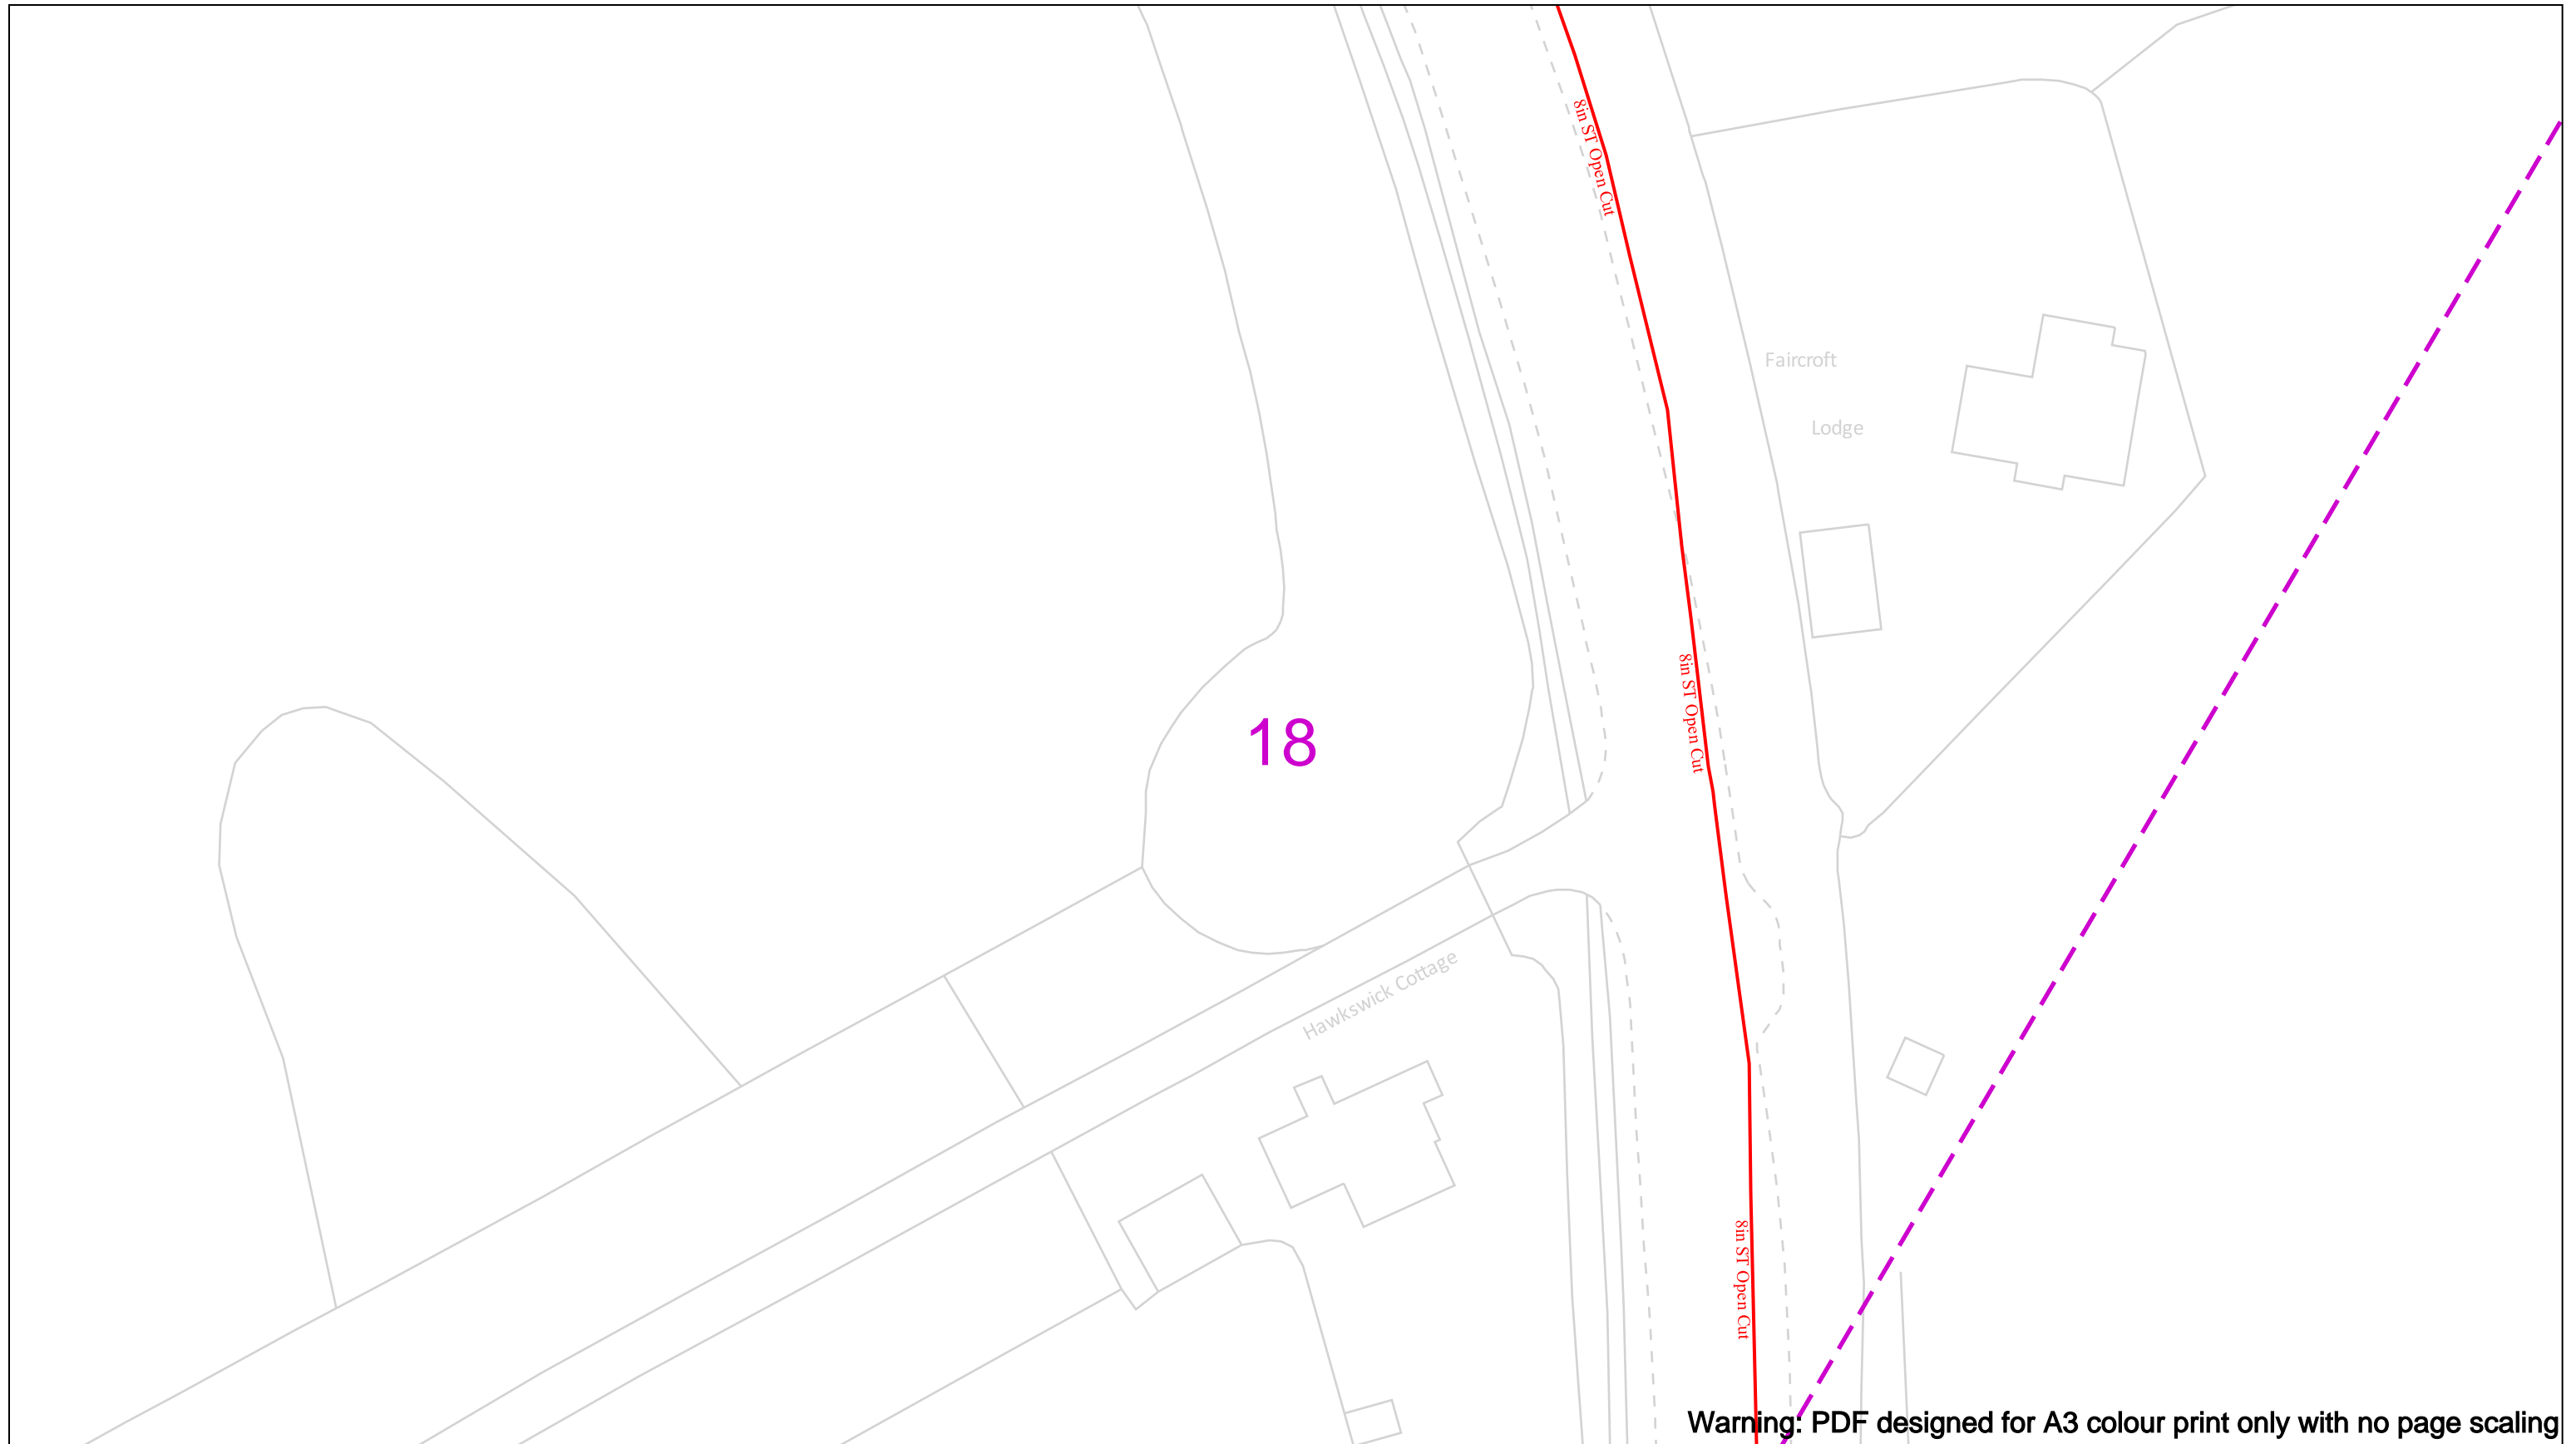 8in ST Open Cut
Faircroft
Lodge
8in ST Open Cut
18
Hawkswick Cottage
8in ST Open Cut
Warning: PDF designed for A3 colour print only with no page scaling